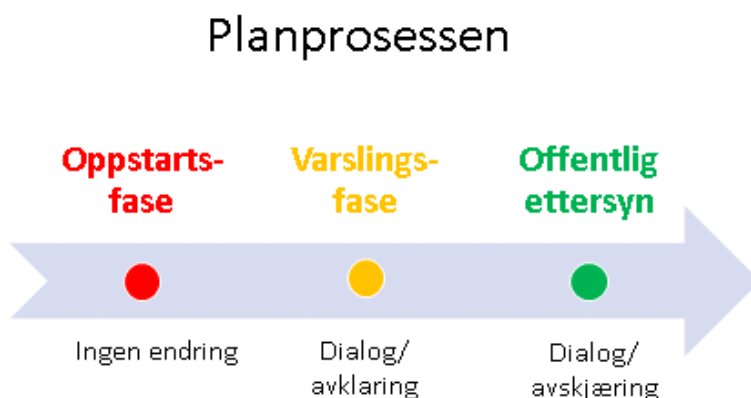 Planprosessen
Oppstarts-
fase
Varslings-
fase
Offentlig
ettersyn
Ingen endring
Dialog/
avklaring
Dialog/
avskjæring